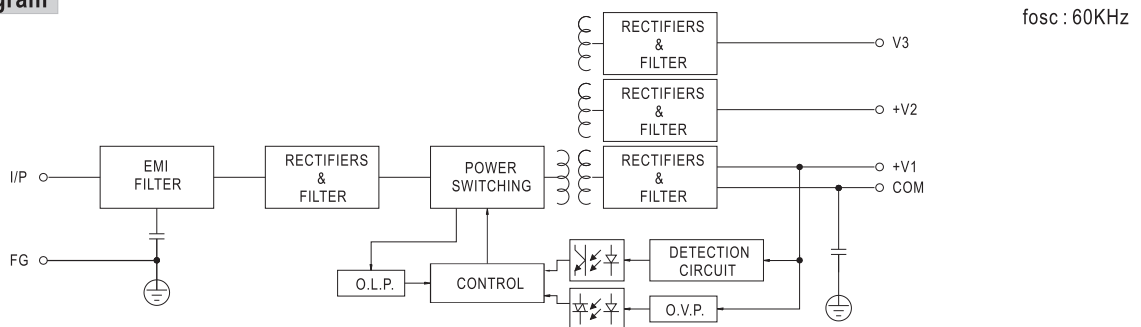 fosc : 60KHz
RECTIFIERS
&
FILTER
V3
RECTIFIERS
&
FILTER
+V2
I/P
EMI
FILTER
RECTIFIERS
&
FILTER
POWER
SWITCHING
RECTIFIERS
&
FILTER
+V1
COM
FG
O.L.P.
CONTROL
DETECTION
CIRCUIT
O.V.P.